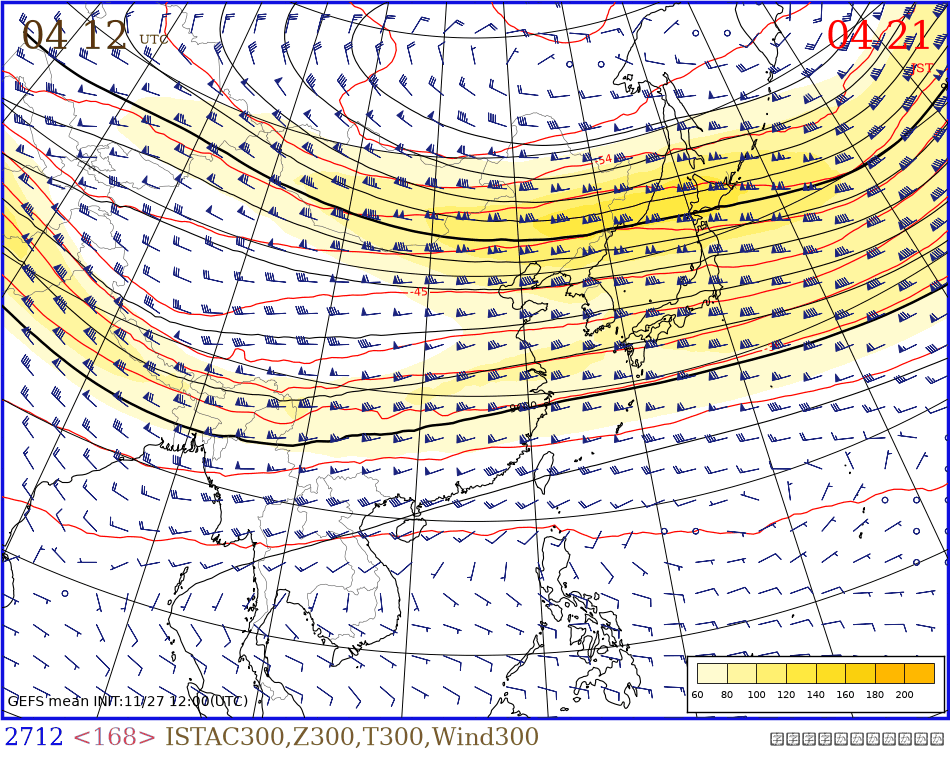 04 12 UTC
04 21
-54
-45
60 80 100 120 140 160 180 200
GEFS mean INIT:11/27 12:00(UTC)
2712 <168> ISTAC300,Z300,T300,Wind300